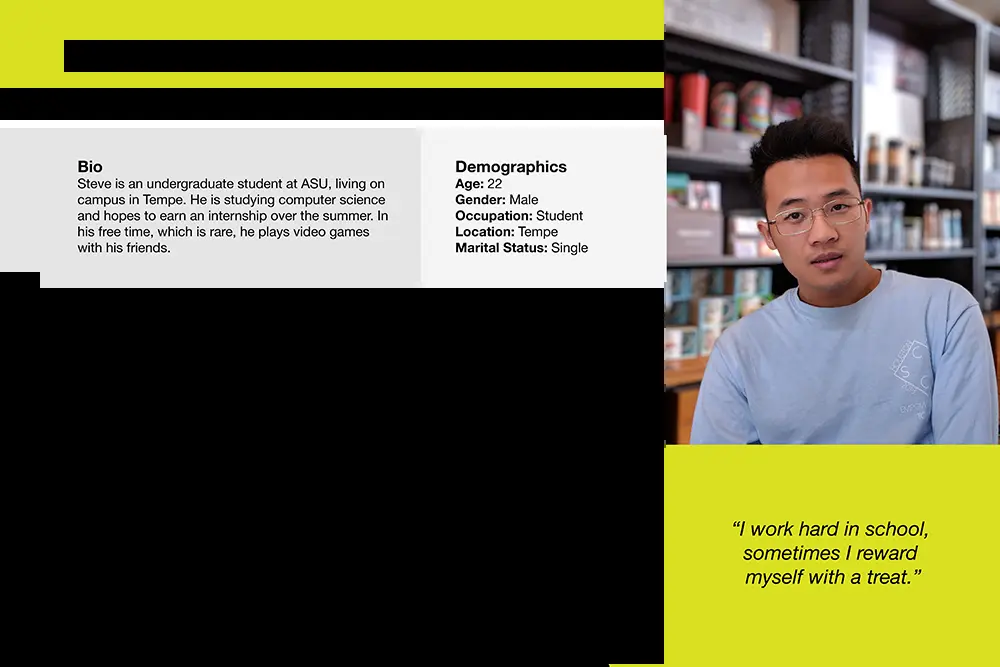 Bio
Steve is an undergraduate student at ASU, living on
campus in Tempe. He is studying computer science
and hopes to earn an internship over the summer. In
his free time, which is rare, he plays video games
with his friends.
Demographics
Age: 22
Gender: Male
Occupation: Student
Location: Tempe
Marital Status: Single
C
S
C
“I work hard in school,
sometimes I reward
myself with a treat.”